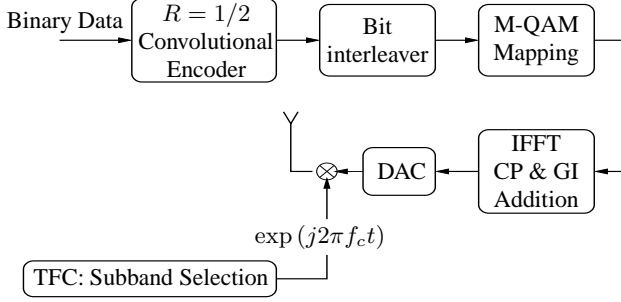 Binary Data
R = 1/2
Convolutional
Encoder
Bit
interleaver
M-QAM
Mapping
IFFT
CP & GI
Addition
DAC
exp (j2πf_c t)
TFC: Subband Selection